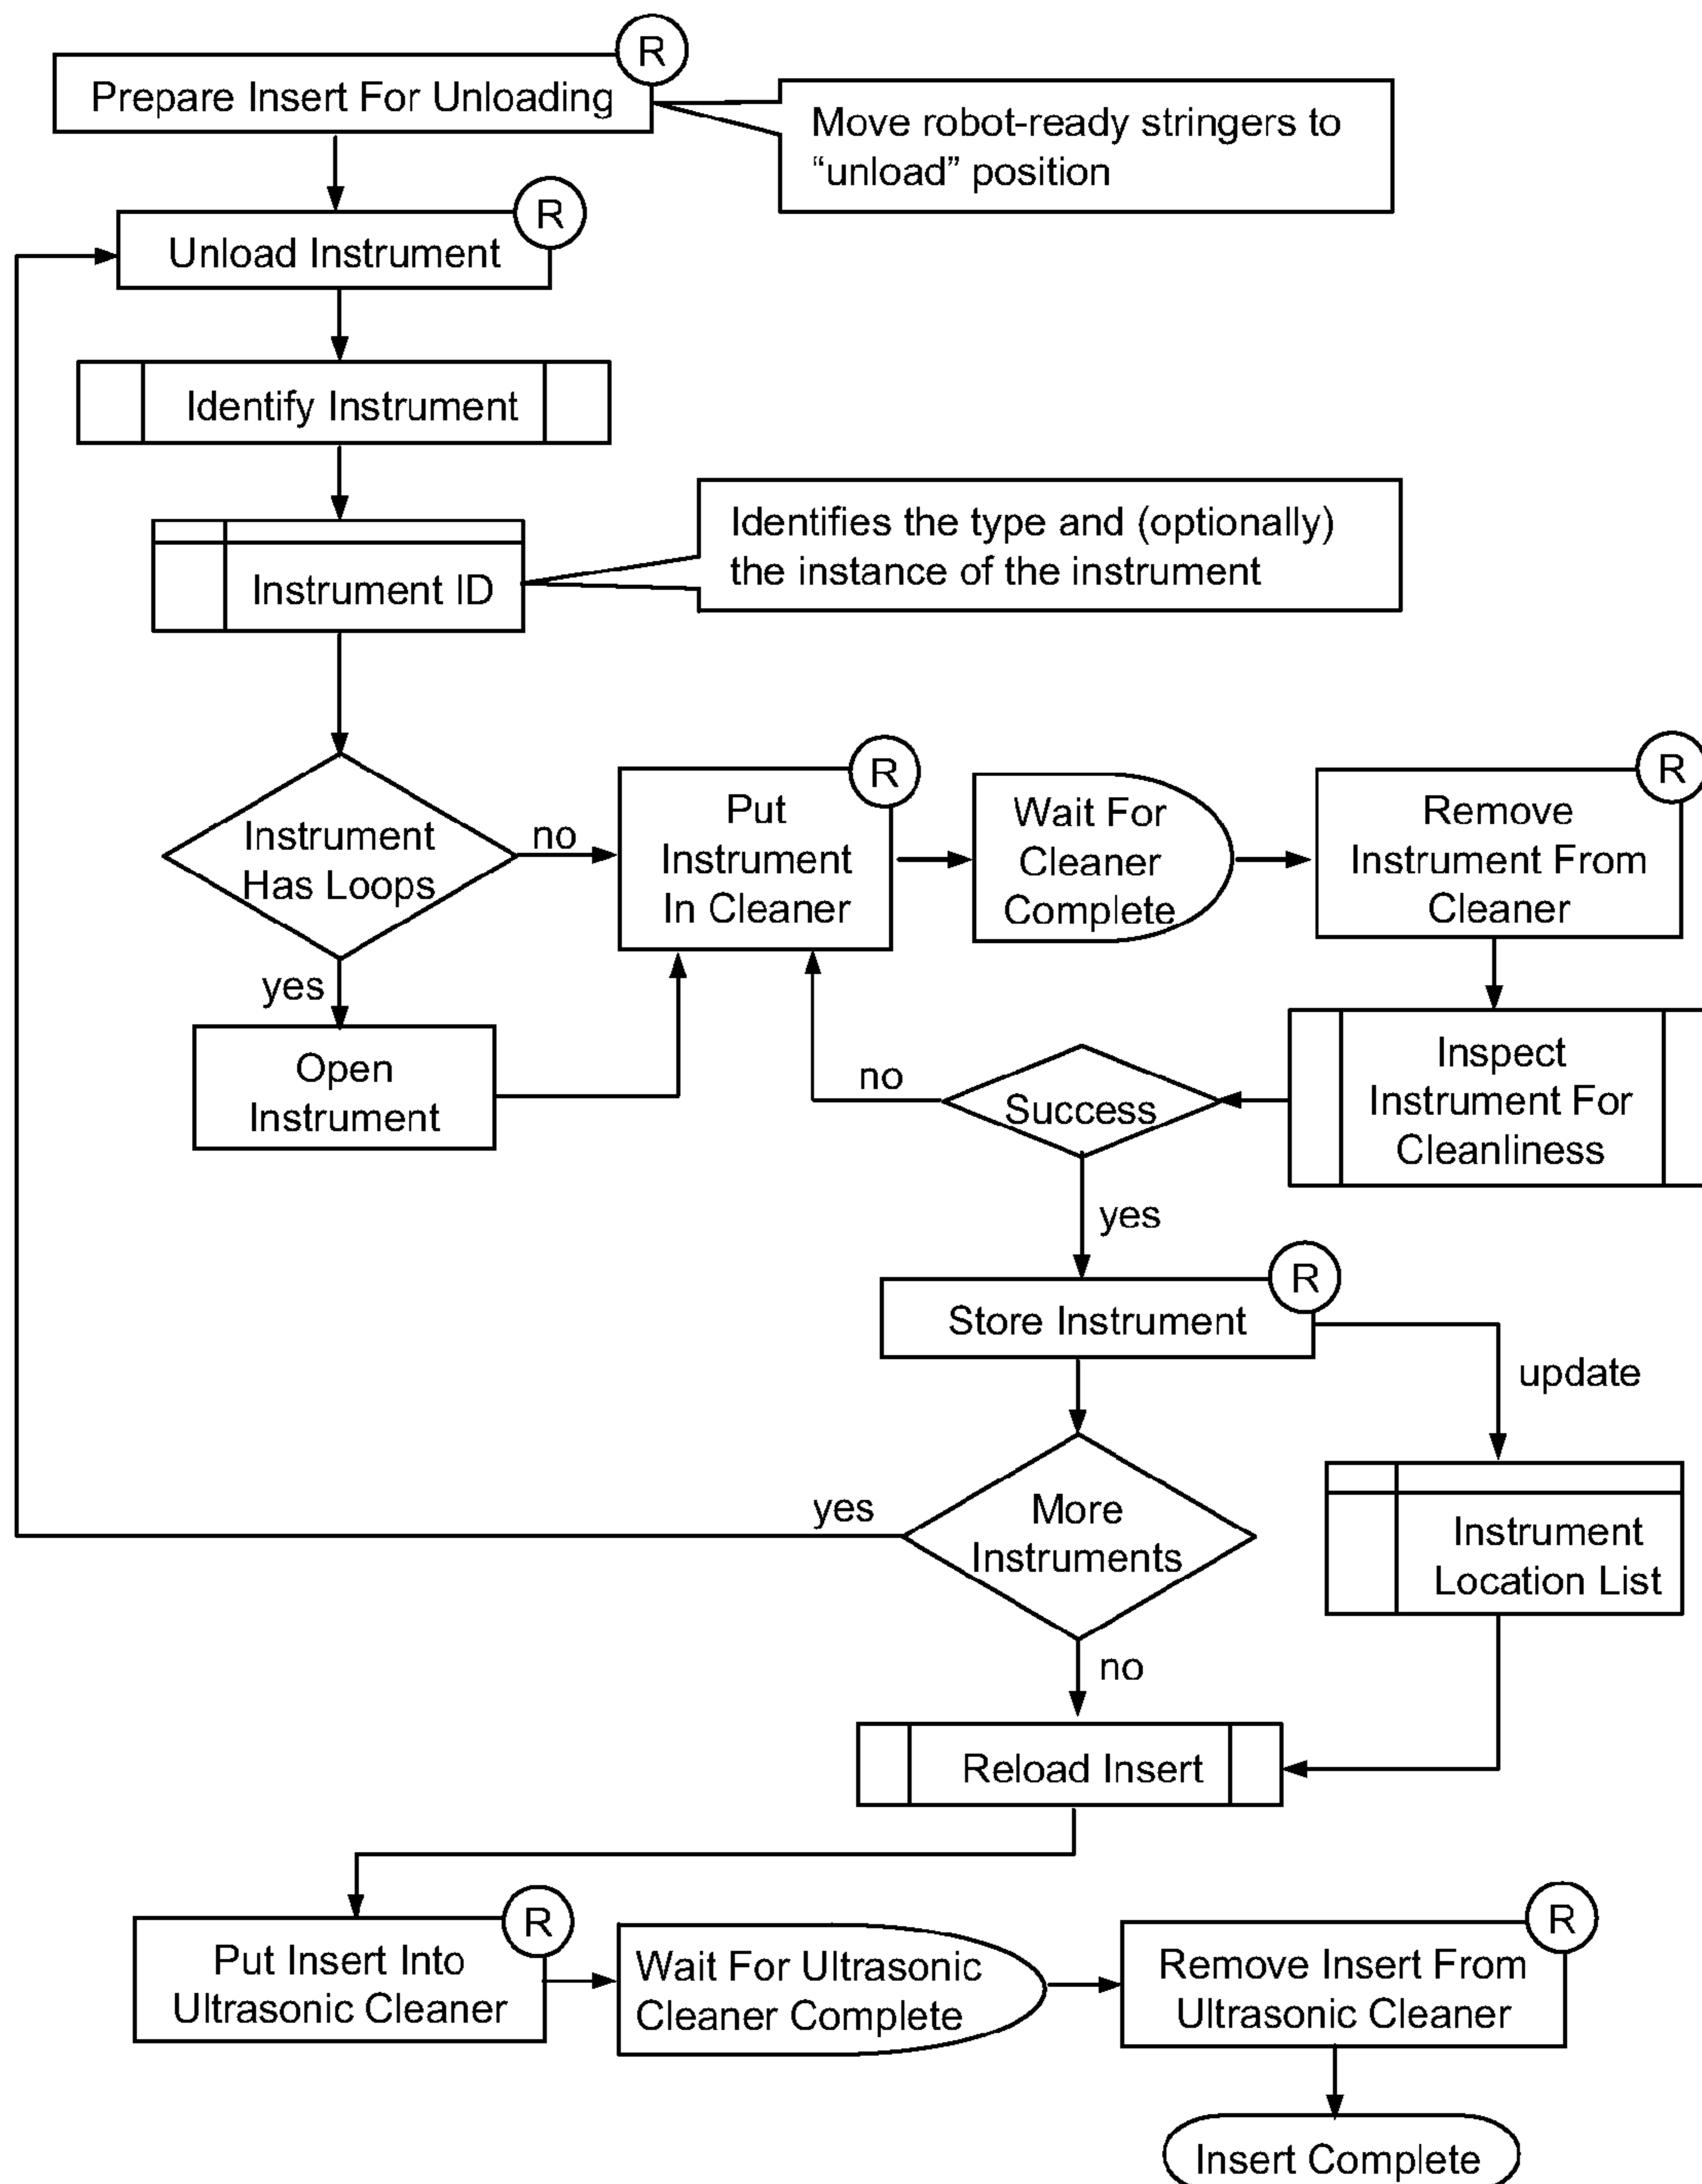 R
Prepare Insert For Unloading
Move robot-ready stringers to
“unload” position
R
Unload Instrument
Identify Instrument
Identifies the type and (optionally)
the instance of the instrument
Instrument ID
Instrument
Has Loops
no
yes
Open
Instrument
R
Put
Instrument
In Cleaner
Wait For
Cleaner
Complete
R
Remove
Instrument From
Cleaner
Inspect
Instrument For
Cleanliness
Success
no
yes
R
Store Instrument
update
More
Instruments
yes
no
Instrument
Location List
Reload Insert
R
Put Insert Into
Ultrasonic Cleaner
Wait For Ultrasonic
Cleaner Complete
R
Remove Insert From
Ultrasonic Cleaner
Insert Complete